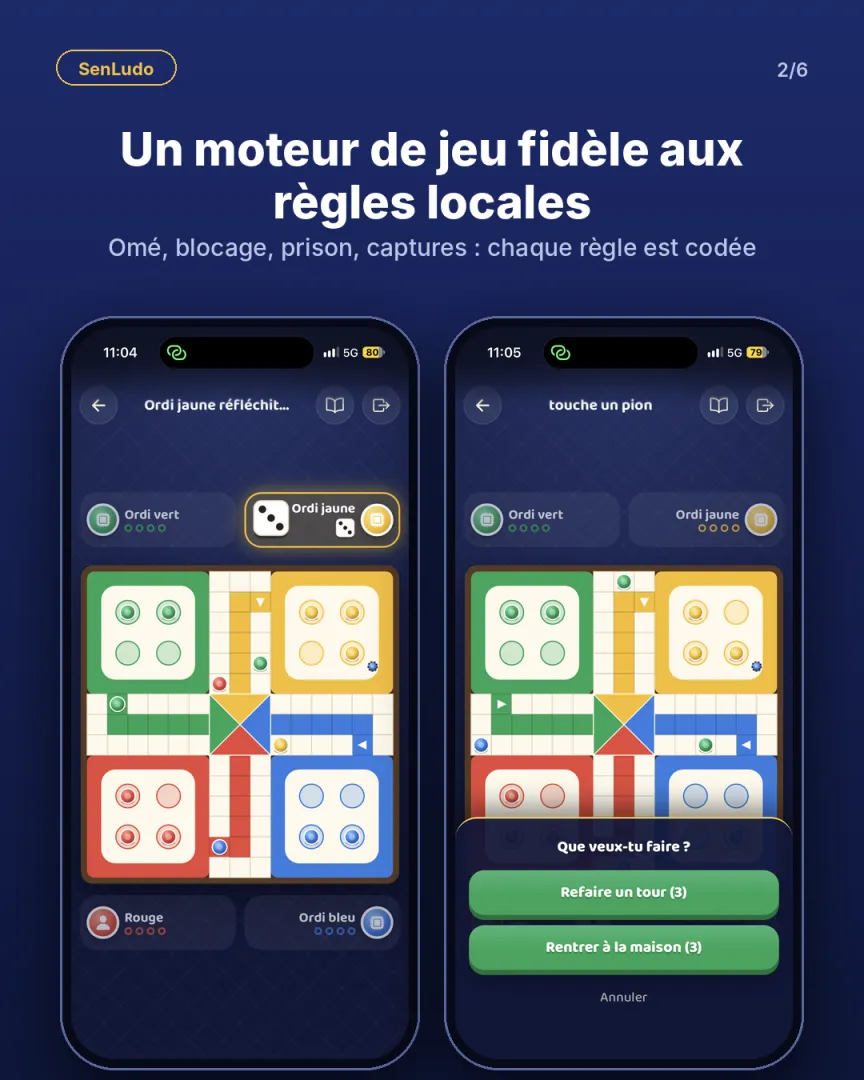 SenLudo
2/6
Un moteur de jeu fidèle aux
règles locales
Omé, blocage, prison, captures : chaque règle est codée
11:04
5G
80
Ordi jaune réfléchit...
Ordi vert
Ordi jaune
Rouge
Ordi bleu
11:05
5G
79
touche un pion
Ordi vert
Ordi jaune
Que veux-tu faire ?
Refaire un tour (3)
Rentrer à la maison (3)
Annuler